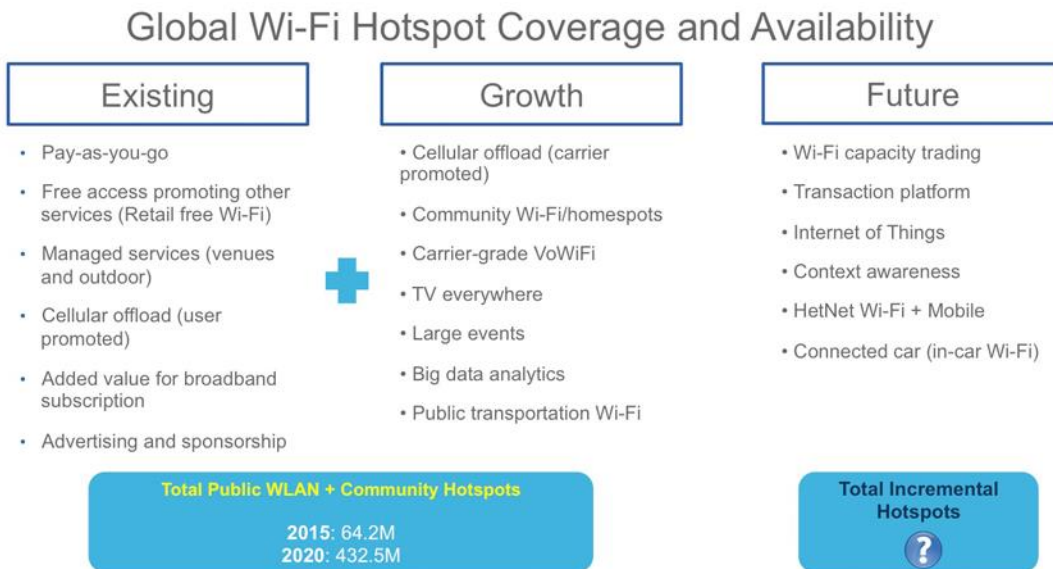 Global Wi-Fi Hotspot Coverage and Availability
Existing
• Pay-as-you-go
• Free access promoting other
services (Retail free Wi-Fi)
• Managed services (venues
and outdoor)
• Cellular offload (user
promoted)
• Added value for broadband
subscription
• Advertising and sponsorship
Growth
• Cellular offload (carrier
promoted)
• Community Wi-Fi/homespots
• Carrier-grade VoWiFi
• TV everywhere
• Large events
• Big data analytics
• Public transportation Wi-Fi
Future
• Wi-Fi capacity trading
• Transaction platform
• Internet of Things
• Context awareness
• HetNet Wi-Fi + Mobile
• Connected car (in-car Wi-Fi)
Total Public WLAN + Community Hotspots
2015: 64.2M
2020: 432.5M
Total Incremental
Hotspots
?